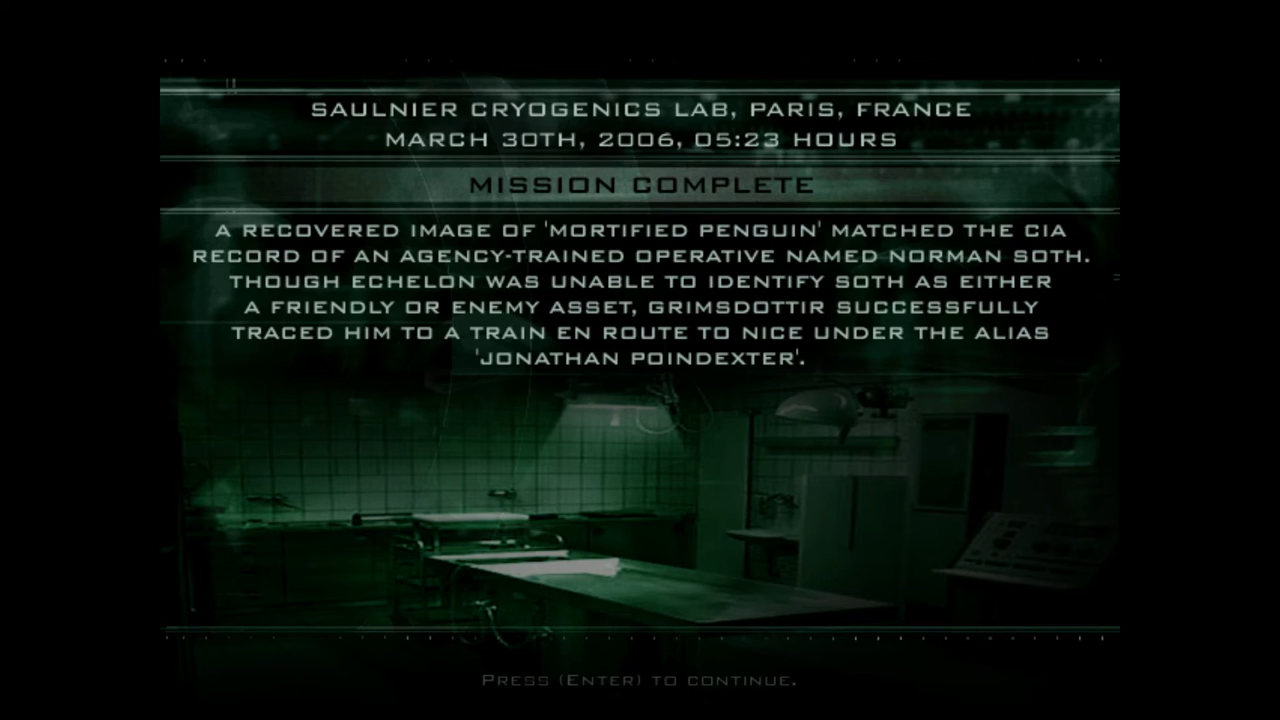 SAULNIER CRYOGENICS LAB, PARIS, FRANCE
MARCH 30TH, 2006, 05:23 HOURS
MISSION COMPLETE
A RECOVERED IMAGE OF 'MORTIFIED PENGUIN' MATCHED THE CIA
RECORD OF AN AGENCY-TRAINED OPERATIVE NAMED NORMAN SOTH.
THOUGH ECHELON WAS UNABLE TO IDENTIFY SOTH AS EITHER
A FRIENDLY OR ENEMY ASSET, GRIMSDOTTIR SUCCESSFULLY
TRACED HIM TO A TRAIN EN ROUTE TO NICE UNDER THE ALIAS
'JONATHAN POINDEXTER'.
PRESS (ENTER) TO CONTINUE.